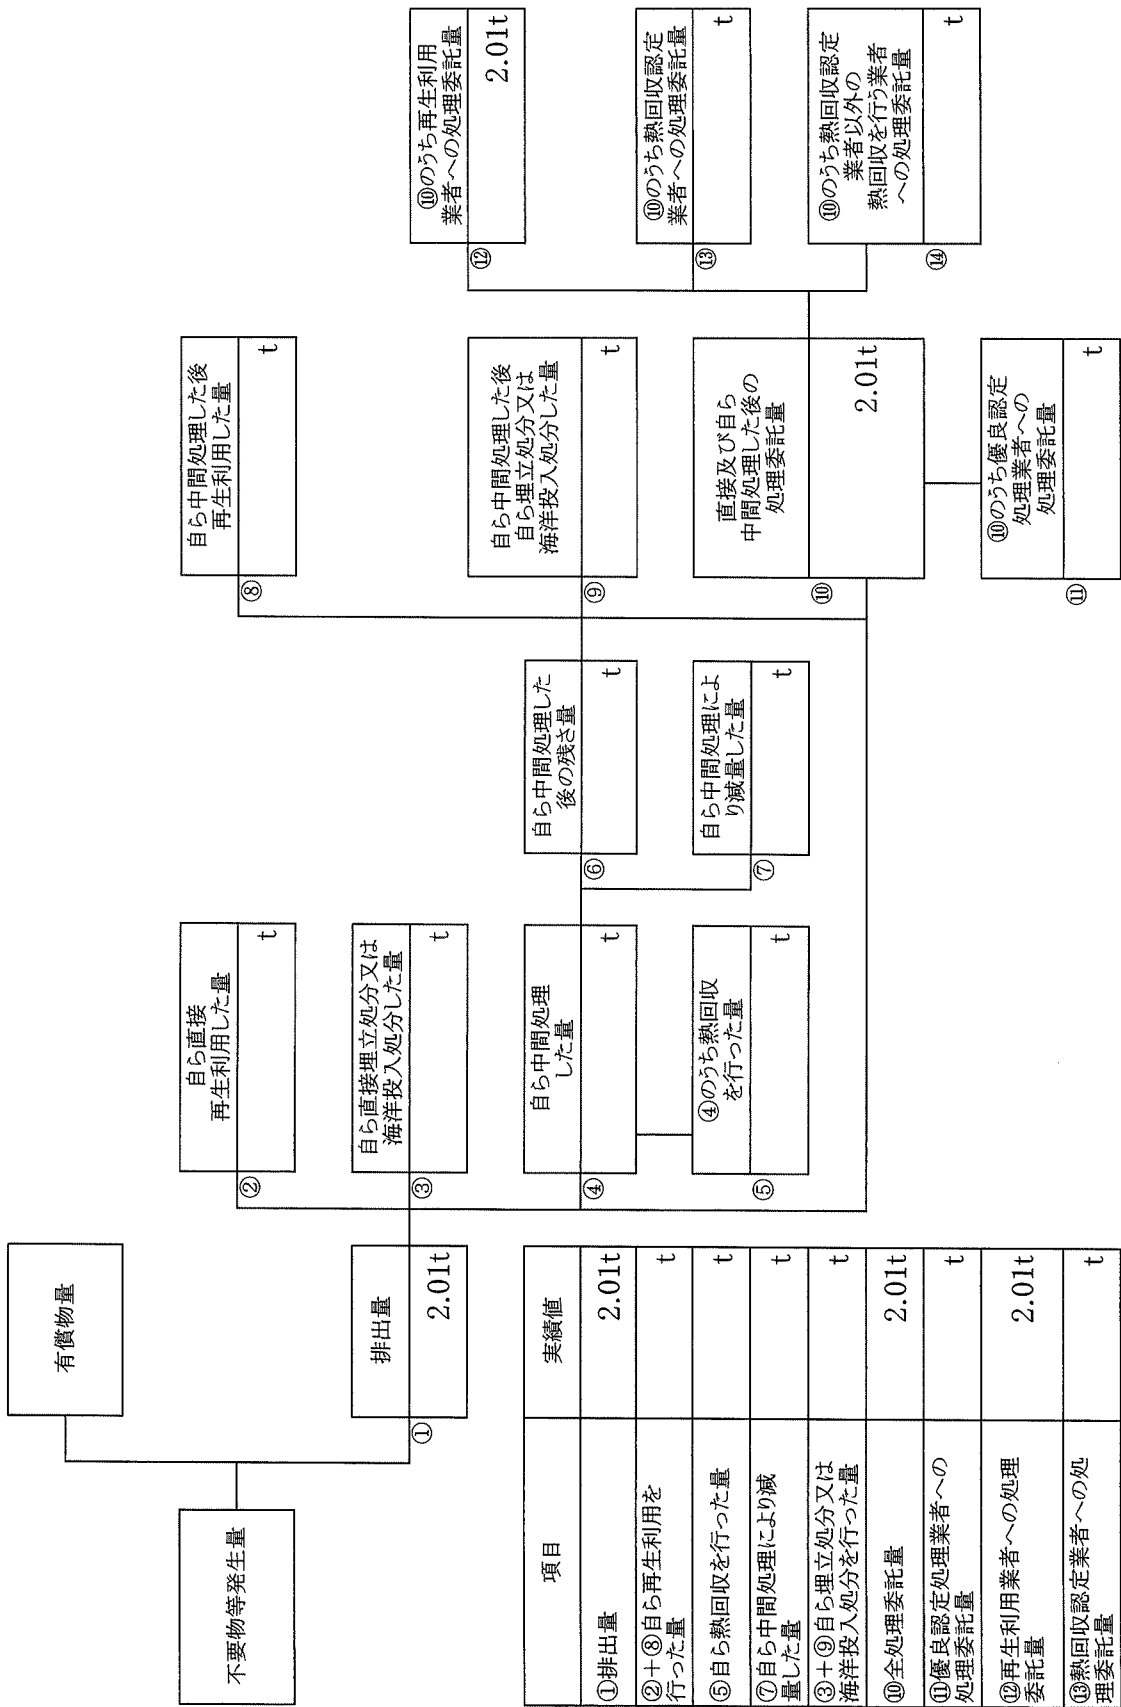 不要物等発生量
有償物量
①
排出量
2.01t
②
自ら直接
再生利用した量
t
③
自ら直接埋立処分又は
海洋投入処分した量
t
④
自ら中間処理
した量
t
⑤
④のうち熱回収
を行った量
t
⑥
自ら中間処理した
後の残さ量
t
⑦
自ら中間処理によ
り減量した量
t
⑧
自ら中間処理した後
再生利用した量
t
⑨
自ら中間処理した後
自ら埋立処分又は
海洋投入処分した量
t
⑩
直接及び自ら
中間処理した後の
処理委託量
2.01t
⑪
⑩のうち優良認定
処理業者への
処理委託量
t
⑫
⑩のうち再生利用
業者への処理委託量
2.01t
⑬
⑩のうち熱回収認定
業者への処理委託量
t
⑭
⑩のうち熱回収認定
業者以外の
熱回収を行う業者
への処理委託量
t
項目 実績値
①排出量 2.01t
②+⑧自ら再生利用を
行った量 t
⑤自ら熱回収を行った量 t
⑦自ら中間処理により減
量した量 t
③+⑨自ら埋立処分又は
海洋投入処分を行った量 t
⑩全処理委託量 2.01t
⑪優良認定処理業者への
処理委託量 t
⑫再生利用業者への処理
委託量 2.01t
⑬熱回収認定業者への処
理委託量 t